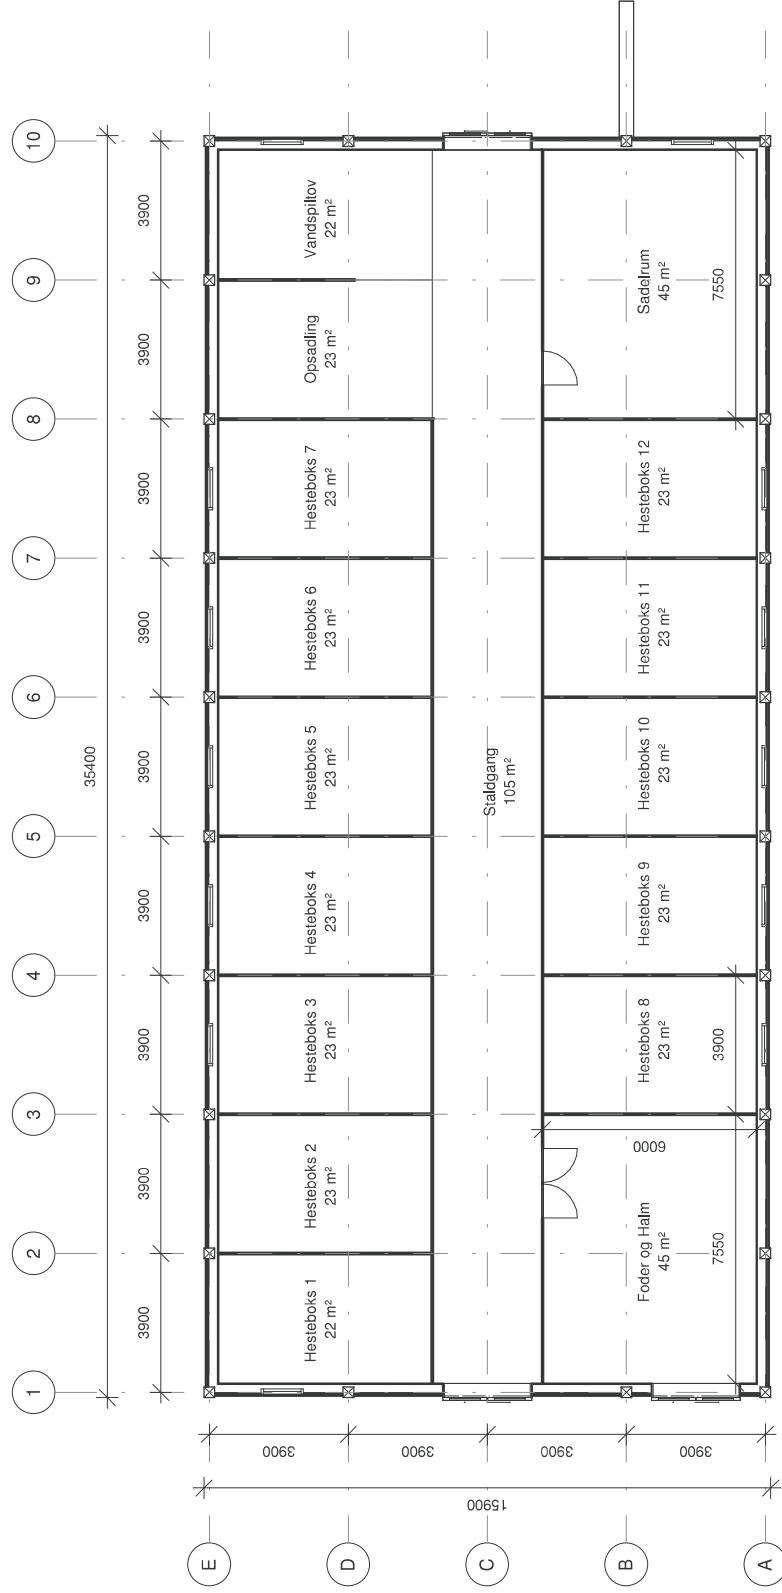 10
9
8
7
6
5
4
3
2
1
35400
3900
3900
3900
3900
3900
3900
3900
3900
3900
Vandspiltov
22 m²
Opsadling
23 m²
Hesteboks 7
23 m²
Hesteboks 6
23 m²
Hesteboks 5
23 m²
Hesteboks 4
23 m²
Hesteboks 3
23 m²
Hesteboks 2
23 m²
Hesteboks 1
22 m²
Staldgang
105 m²
Sadelrum
45 m²
7550
Hesteboks 12
23 m²
Hesteboks 11
23 m²
Hesteboks 10
23 m²
Hesteboks 9
23 m²
Hesteboks 8
23 m²
3900
6000
Foder og Halm
45 m²
7550
3900
3900
3900
3900
15900
E
D
C
B
A